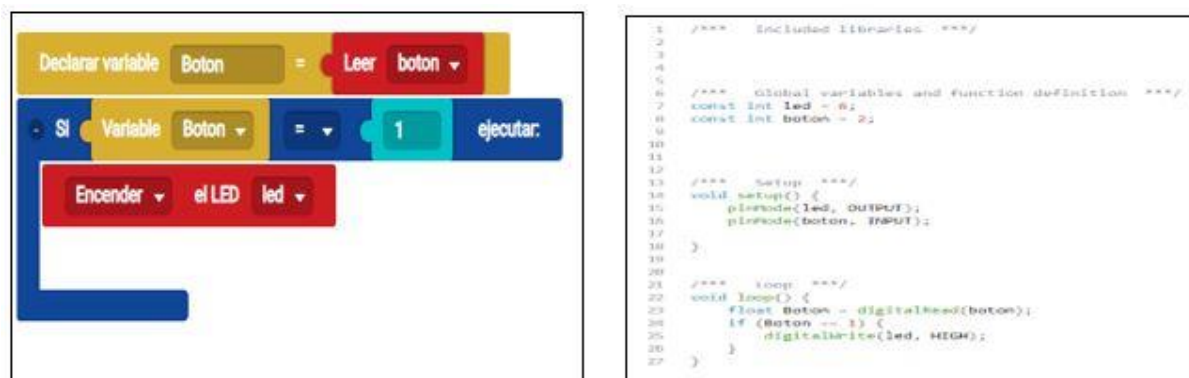 Declarar variable Boton = Leer boton
Si Variable Boton = 1 ejecutar:
Encender el LED led
1 /*** Included libraries ***/
2
3
4
5
6 /*** Global variables and function definition ***/
7 const int led = 6;
8 const int boton = 2;
9
10
11
12
13 /*** Setup ***/
14 void setup() {
15 pinMode(led, OUTPUT);
16 pinMode(boton, INPUT);
17
18 }
19
20
21 /*** Loop ***/
22 void loop() {
23 float Boton = digitalRead(boton);
24 if (Boton == 1) {
25 digitalWrite(led, HIGH);
26 }
27 }